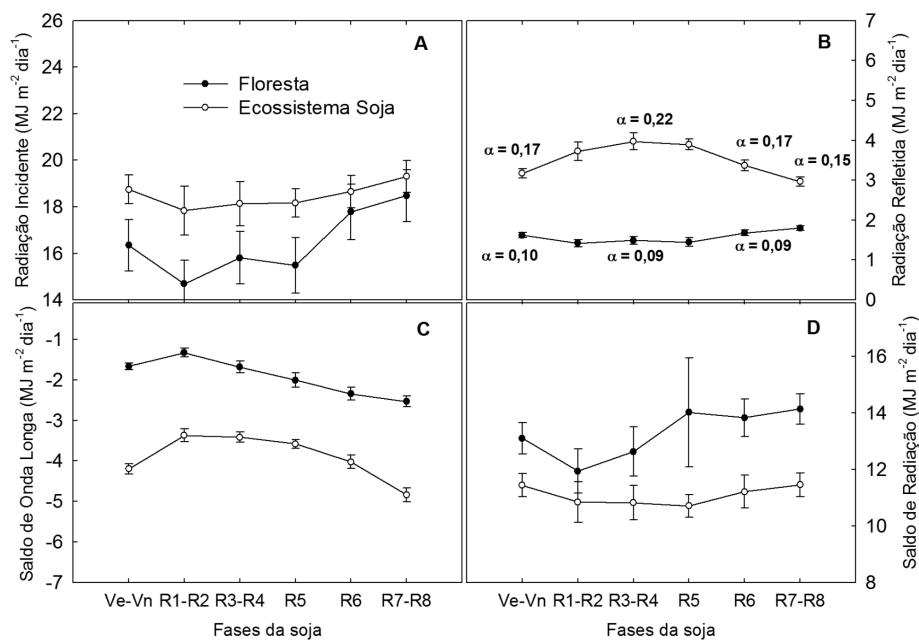 Radiação Incidente (MJ m⁻² dia⁻¹)
26
24
22
20
18
16
14
A
Floresta
Ecossistema Soja
B
α = 0,17
α = 0,22
α = 0,17
α = 0,15
α = 0,10
α = 0,09
α = 0,09
7
6
5
4
3
2
1
0
Radiação Refletida (MJ m⁻² dia⁻¹)
Saldo de Onda Longa (MJ m⁻² dia⁻¹)
-1
-2
-3
-4
-5
-6
-7
C
Ve-Vn R1-R2 R3-R4 R5 R6 R7-R8
Fases da soja
D
16
14
12
10
8
Saldo de Radiação (MJ m⁻² dia⁻¹)
Ve-Vn R1-R2 R3-R4 R5 R6 R7-R8
Fases da soja